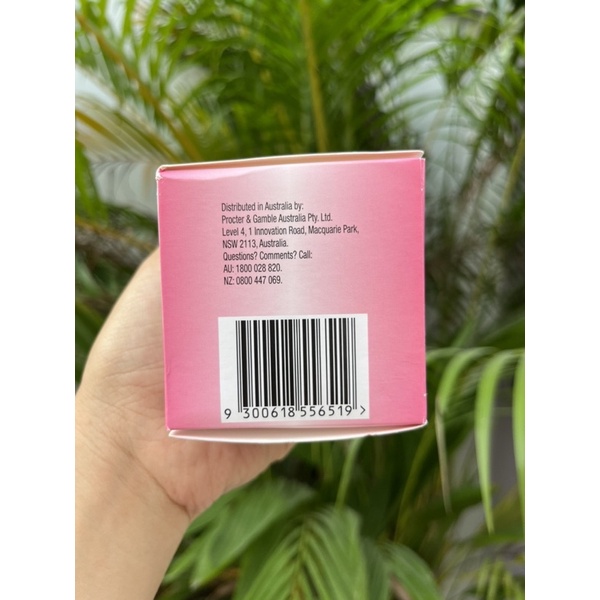 Distributed in Australia by:
Procter & Gamble Australia Pty. Ltd.
Level 4, 1 Innovation Road, Macquarie Park,
NSW 2113, Australia.
Questions? Comments? Call:
AU: 1800 028 820.
NZ: 0800 447 069.
9 300618 556519 >